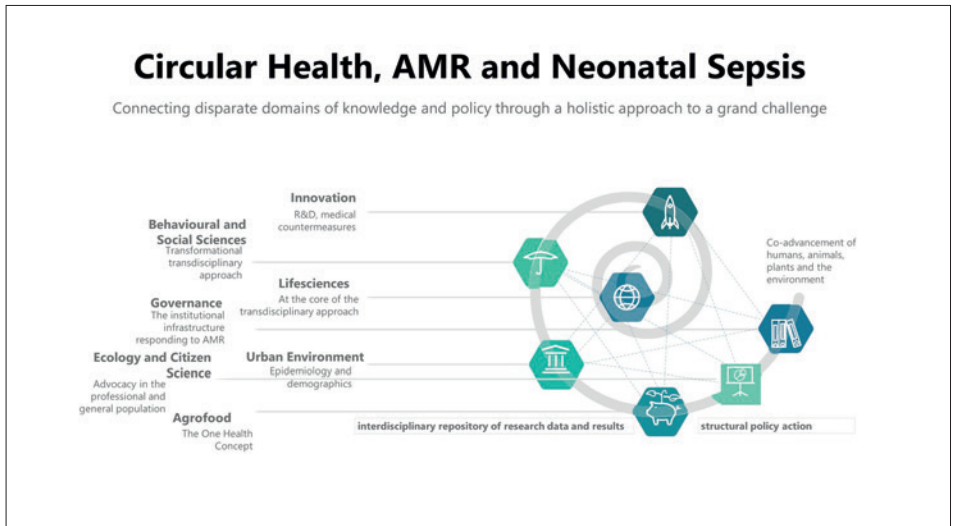 Circular Health, AMR and Neonatal Sepsis
Connecting disparate domains of knowledge and policy through a holistic approach to a grand challenge
Innovation
R&D, medical
countermeasures
Behavioural and
Social Sciences
Transformational
transdisciplinary
approach
Lifesciences
At the core of the
transdisciplinary approach
Governance
The institutional
infrastructure
responding to AMR
Urban Environment
Epidemiology and
demographics
Ecology and Citizen
Science
Advocacy in the
professional and
general population
Agrofood
The One Health
Concept
Co-advancement of
humans, animals,
plants and the
environment
interdisciplinary repository of research data and results
structural policy action